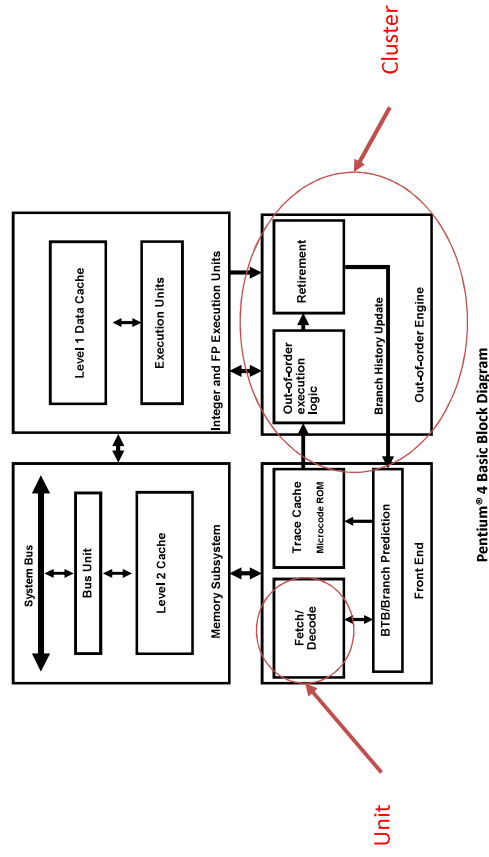 System Bus
Bus Unit
Level 2 Cache
Memory Subsystem
Level 1 Data Cache
Execution Units
Integer and FP Execution Units
Fetch/
Decode
Trace Cache
Microcode ROM
BTB/Branch Prediction
Front End
Out-of-order
execution
logic
Retirement
Branch History Update
Out-of-order Engine
Unit
Cluster
Pentium® 4 Basic Block Diagram